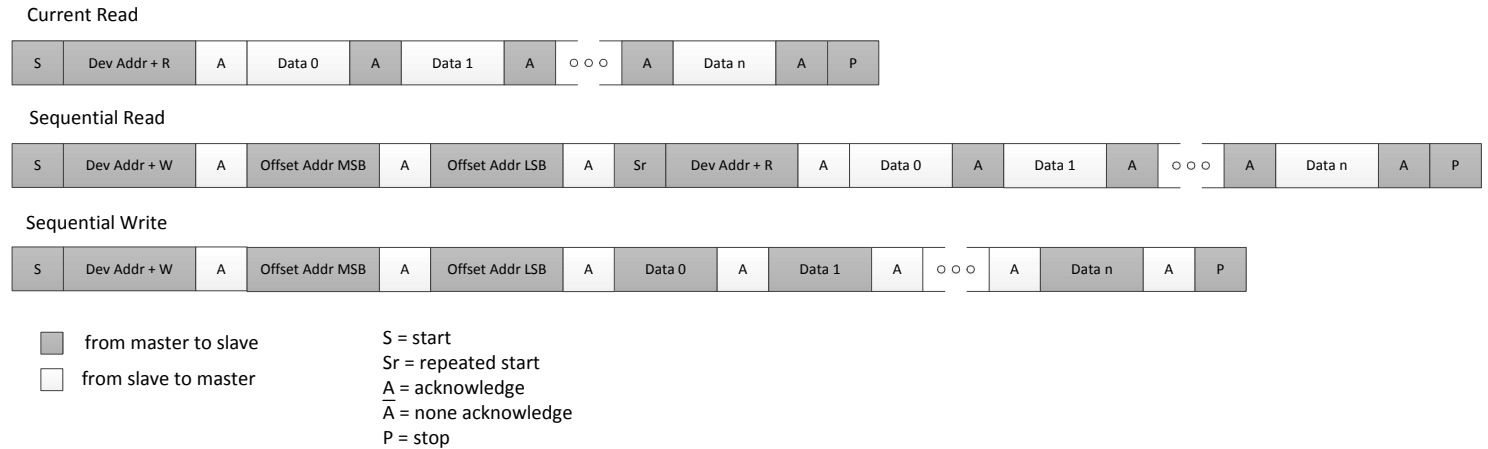 Current Read
S Dev Addr + R A Data 0 A Data 1 A ○ ○ ○ A Data n A P
Sequential Read
S Dev Addr + W A Offset Addr MSB A Offset Addr LSB A Sr Dev Addr + R A Data 0 A Data 1 A ○ ○ ○ A Data n A P
Sequential Write
S Dev Addr + W A Offset Addr MSB A Offset Addr LSB A Data 0 A Data 1 A ○ ○ ○ A Data n A P
from master to slave
from slave to master
S = start
Sr = repeated start
A = acknowledge
A̅ = none acknowledge
P = stop